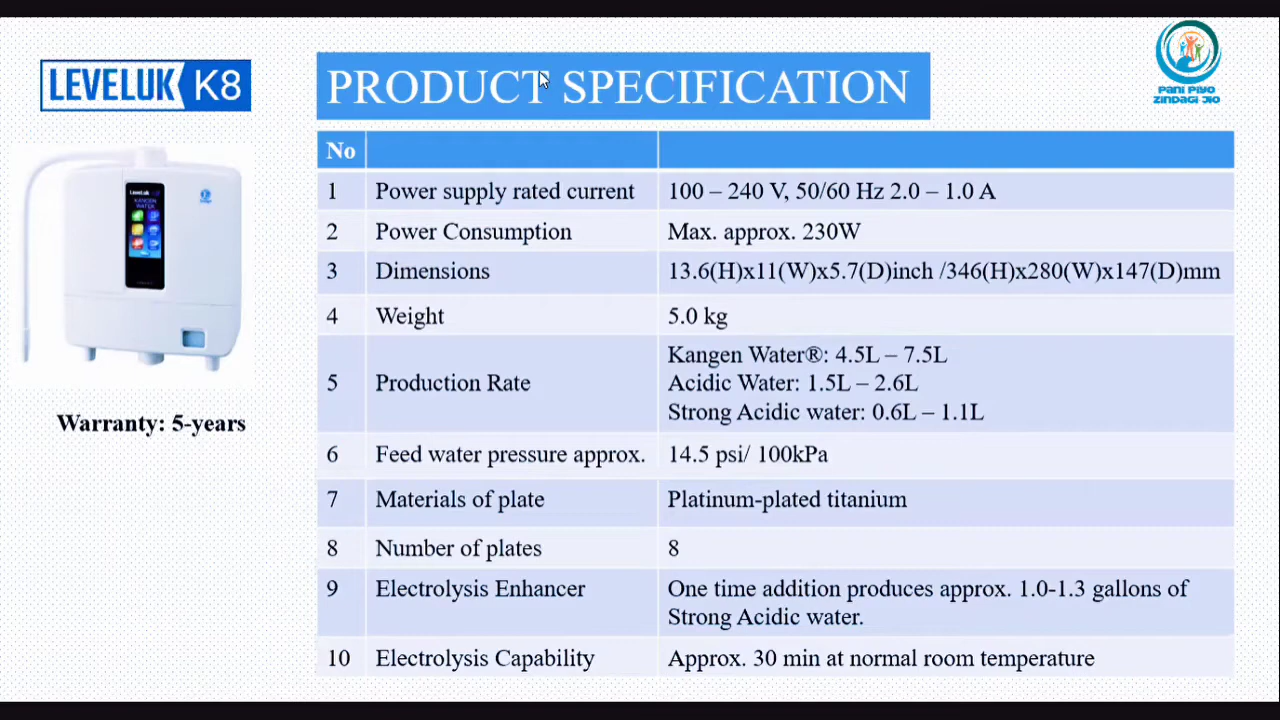 LEVELUK K8
PRODUCT SPECIFICATION
PANI PIYO
ZINDAGI JIO
LeveLuk K8
KANGEN
WATER
Warranty: 5-years
No
1 Power supply rated current 100 – 240 V, 50/60 Hz 2.0 – 1.0 A
2 Power Consumption Max. approx. 230W
3 Dimensions 13.6(H)x11(W)x5.7(D)inch /346(H)x280(W)x147(D)mm
4 Weight 5.0 kg
5 Production Rate Kangen Water®: 4.5L – 7.5L
Acidic Water: 1.5L – 2.6L
Strong Acidic water: 0.6L – 1.1L
6 Feed water pressure approx. 14.5 psi/ 100kPa
7 Materials of plate Platinum-plated titanium
8 Number of plates 8
9 Electrolysis Enhancer One time addition produces approx. 1.0-1.3 gallons of
Strong Acidic water.
10 Electrolysis Capability Approx. 30 min at normal room temperature